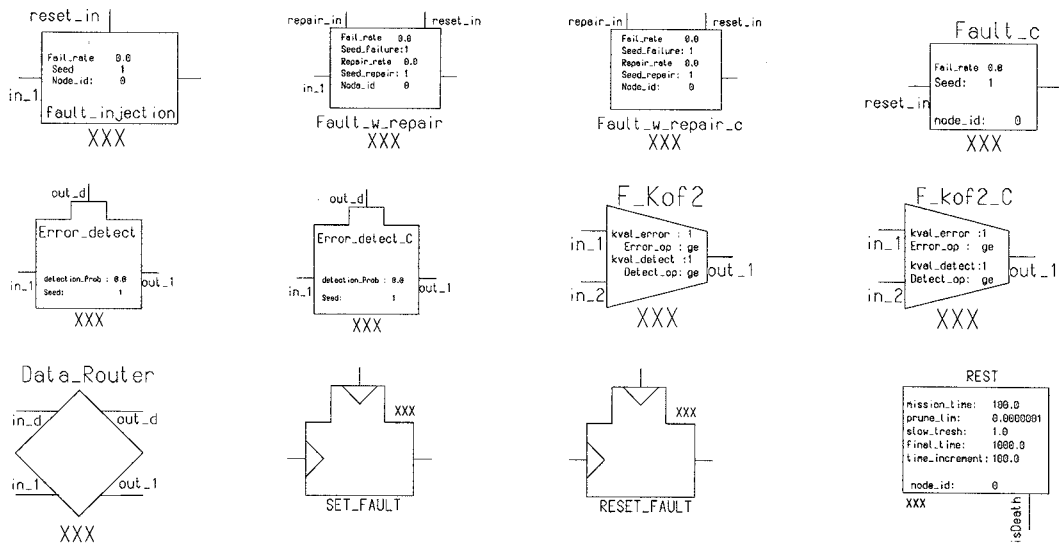 reset_in
Fail_rate 0.0
Seed 1
Node_id: 0
in_1
fault_injection
XXX
repair_in reset_in
Fail_rate 0.0
Seed_failure: 1
Repair_rate 0.0
Seed_repair: 1
Node_id 0
in_1
Fault_w_repair
XXX
repair_in reset_in
Fail_rate 0.0
Seed_failure: 1
Repair_rate 0.0
Seed_repair: 1
Node_id 0
Fault_w_repair_c
XXX
Fault_c
Fail_rate 0.0
Seed: 1
reset_in
node_id: 0
XXX
out_d
Error_detect
detection_Prob : 0.0
in_1 out_1
Seed: 1
XXX
out_d
Error_detect_C
detection_Prob : 0.0
in_1 out_1
Seed: 1
XXX
F_Kof2
kval_error : 1
in_1
Error_op : ge
kval_detect :1
Detect_op: ge
out_1
in_2
XXX
F_kof2_C
kval_error :1
in_1
Error_op : ge
kval_detect:1
Detect_op: ge
out_1
in_2
XXX
Data_Router
in_d out_d
in_1 out_1
XXX
XXX
SET_FAULT
XXX
RESET_FAULT
REST
mission_time: 100.0
prune_lim: 0.0000001
slow_tresh: 1.0
final_time: 1000.0
time_increment: 100.0
node_id: 0
XXX
isDeath